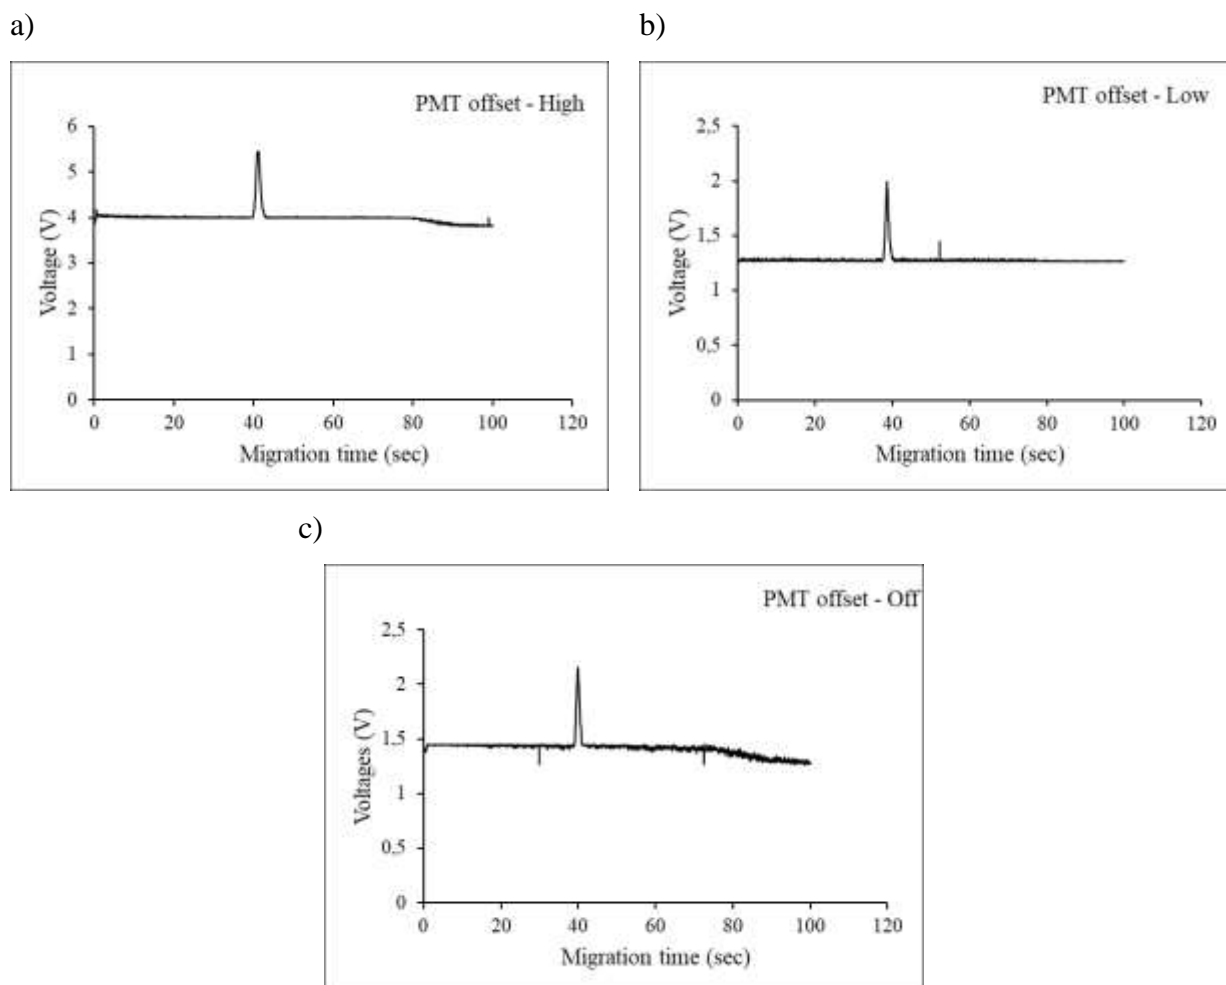 a)
b)
PMT offset - High
6
5
4
3
2
1
0
Voltage (V)
0 20 40 60 80 100 120
Migration time (sec)
PMT offset - Low
2,5
2
1,5
1
0,5
0
Voltage (V)
0 20 40 60 80 100 120
Migration time (sec)
c)
PMT offset - Off
2,5
2
1,5
1
0,5
0
Voltages (V)
0 20 40 60 80 100 120
Migration time (sec)